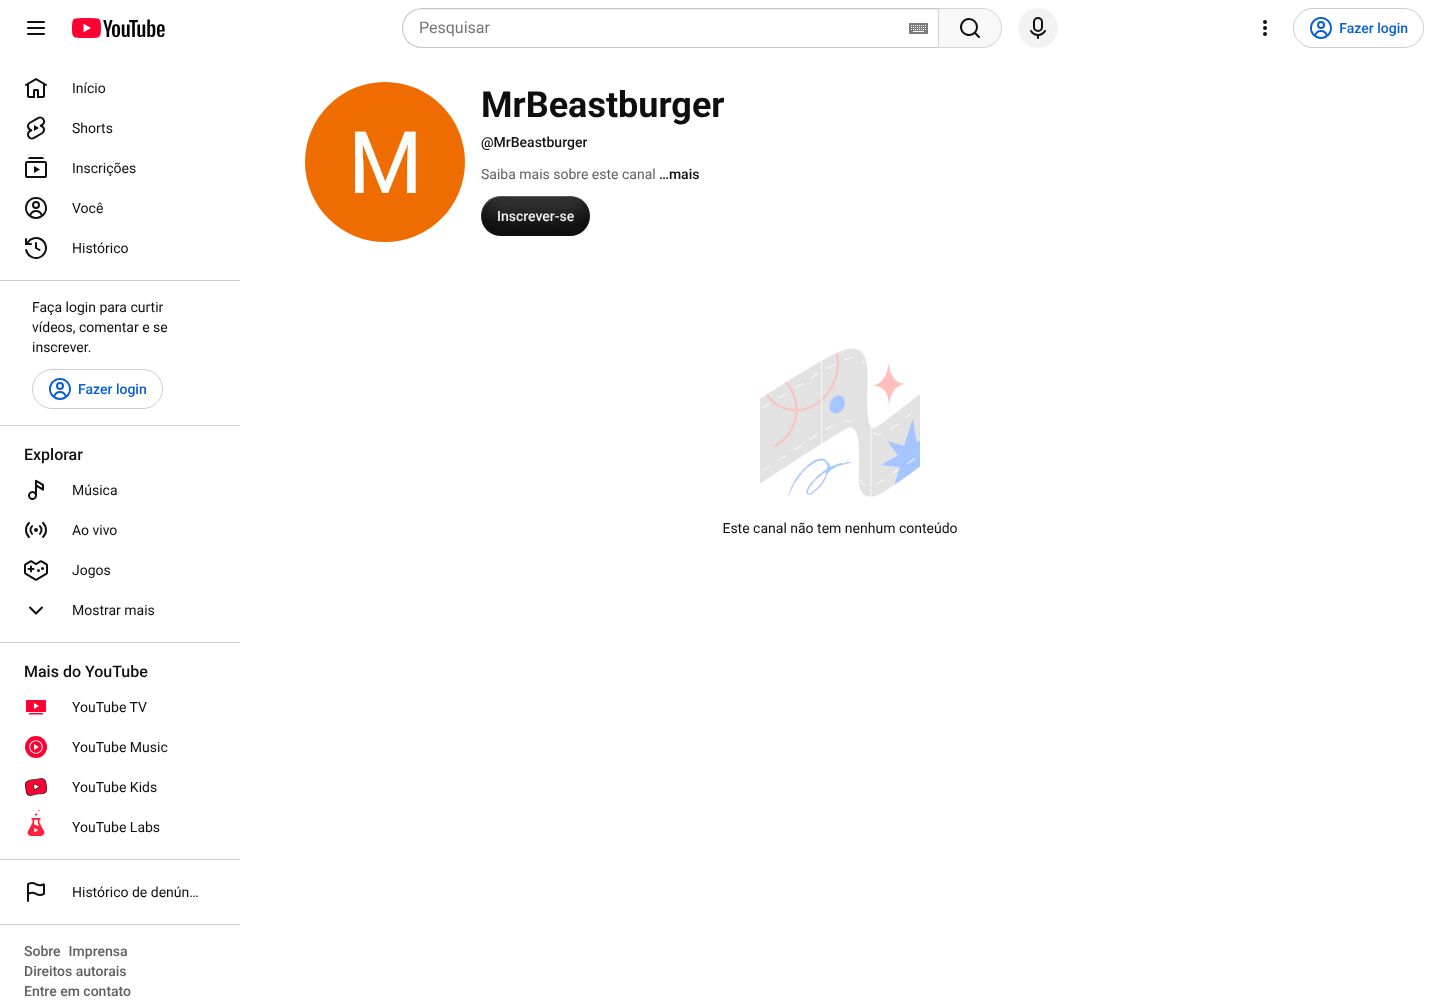 YouTube
Pesquisar
Fazer login
Início
Shorts
Inscrições
Você
Histórico
Faça login para curtir
vídeos, comentar e se
inscrever.
Fazer login
Explorar
Música
Ao vivo
Jogos
Mostrar mais
Mais do YouTube
YouTube TV
YouTube Music
YouTube Kids
YouTube Labs
Histórico de denún...
Sobre Imprensa
Direitos autorais
Entre em contato
M
MrBeastburger
@MrBeastburger
Saiba mais sobre este canal ...mais
Inscrever-se
Este canal não tem nenhum conteúdo